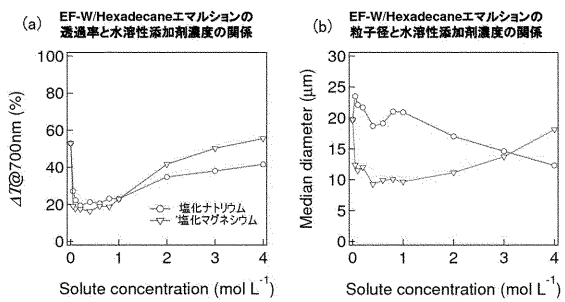 (a)
EF-W/Hexadecaneエマルションの
透過率と水溶性添加剤濃度の関係
ΔT@700nm (%)
100
80
60
40
20
0
塩化ナトリウム
塩化マグネシウム
0 1 2 3 4
Solute concentration (mol L⁻¹)
(b)
EF-W/Hexadecaneエマルションの
粒子径と水溶性添加剤濃度の関係
Median diameter (μm)
30
25
20
15
10
5
0
0 1 2 3 4
Solute concentration (mol L⁻¹)